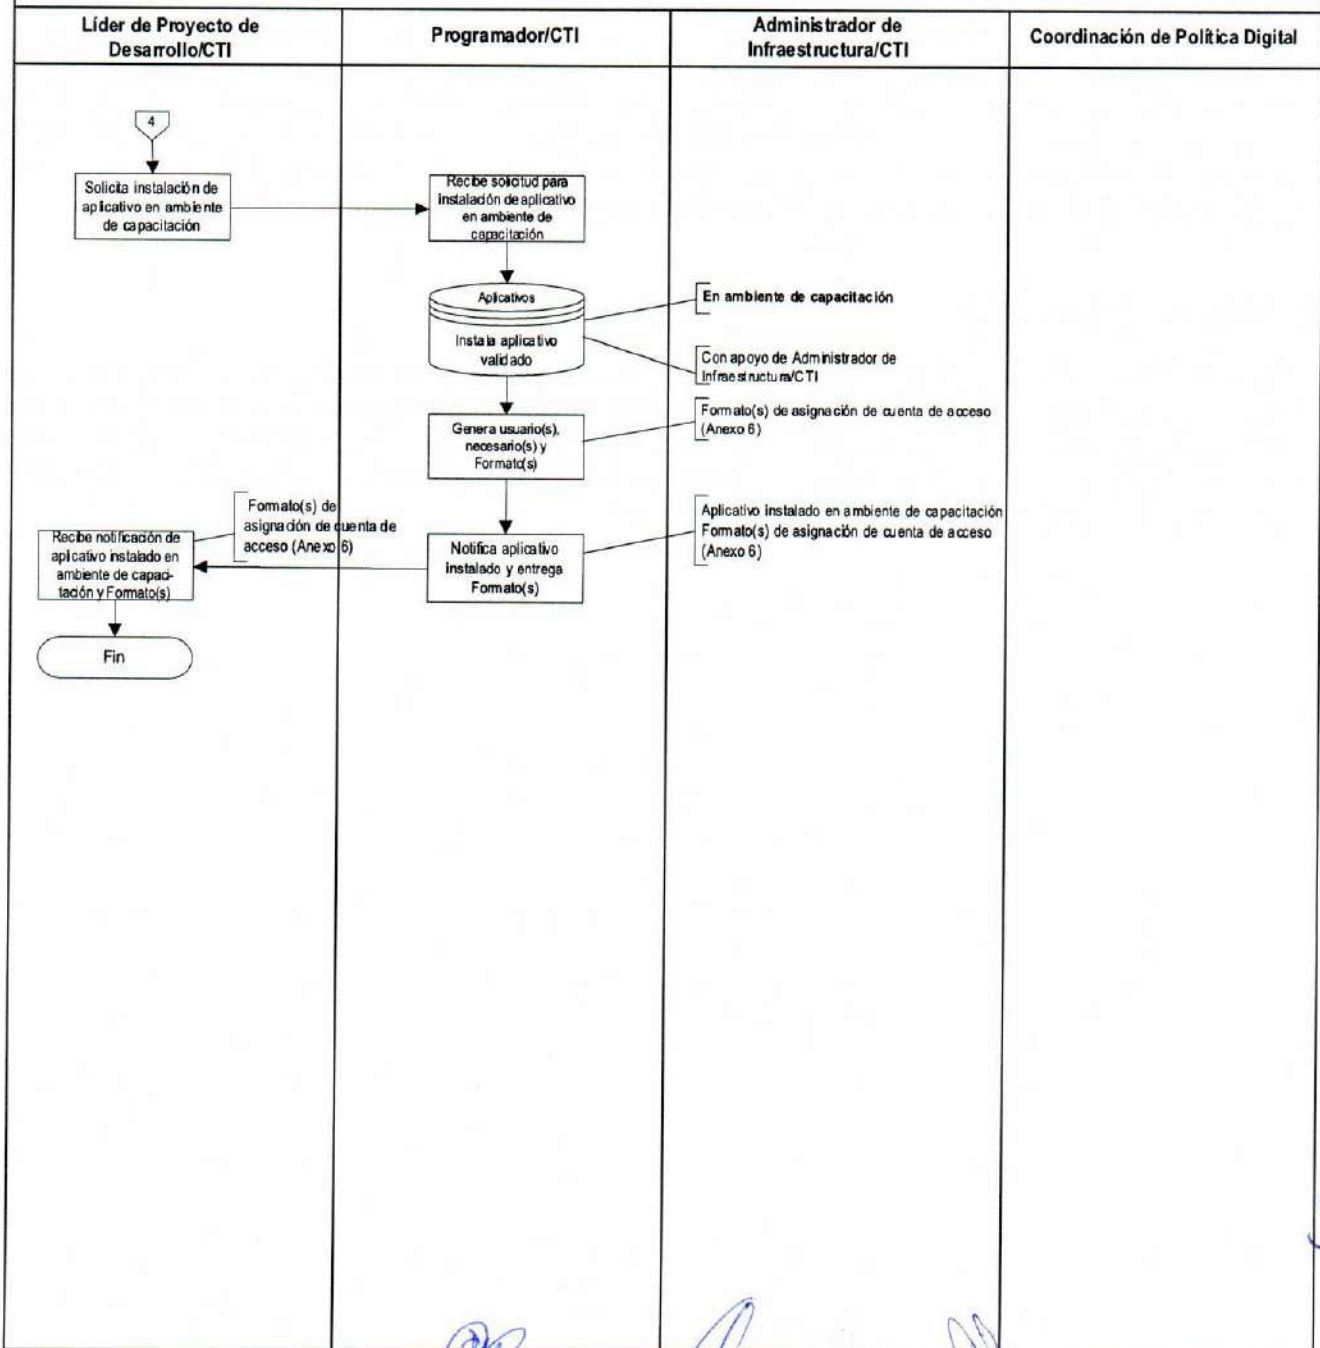 Líder de Proyecto de
Desarrollo/CTI
Programador/CTI
Administrador de
Infraestructura/CTI
Coordinación de Política Digital
4
Solicita instalación de
aplicativo en ambiente
de capacitación
Recibe solicitud para
instalación de aplicativo
en ambiente de
capacitación
Aplicativos
Instala aplicativo
validado
En ambiente de capacitación
Con apoyo de Administrador de
Infraestructura/CTI
Genera usuario(s),
necesario(s) y
Formato(s)
Formato(s) de asignación de cuenta de acceso
(Anexo 6)
Notifica aplicativo
instalado y entrega
Formato(s)
Aplicativo instalado en ambiente de capacitación
Formato(s) de asignación de cuenta de acceso
(Anexo 6)
Formato(s) de
asignación de cuenta de
acceso (Anexo 6)
Recibe notificación de
aplicativo instalado en
ambiente de capaci-
tación y Formato(s)
Fin